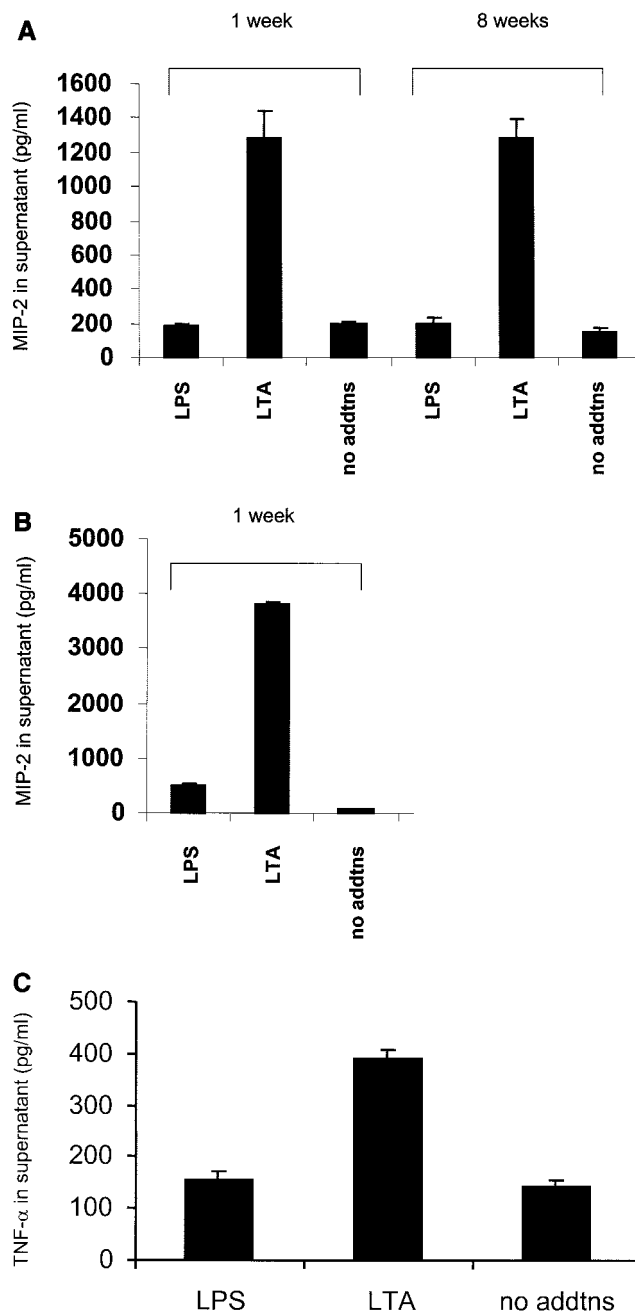 A
1 week 8 weeks
MIP-2 in supernatant (pg/ml)
1600
1400
1200
1000
800
600
400
200
0
LPS LTA no addtns LPS LTA no addtns
B
1 week
MIP-2 in supernatant (pg/ml)
5000
4000
3000
2000
1000
0
LPS LTA no addtns
C
TNF-α in supernatant (pg/ml)
500
400
300
200
100
0
LPS LTA no addtns